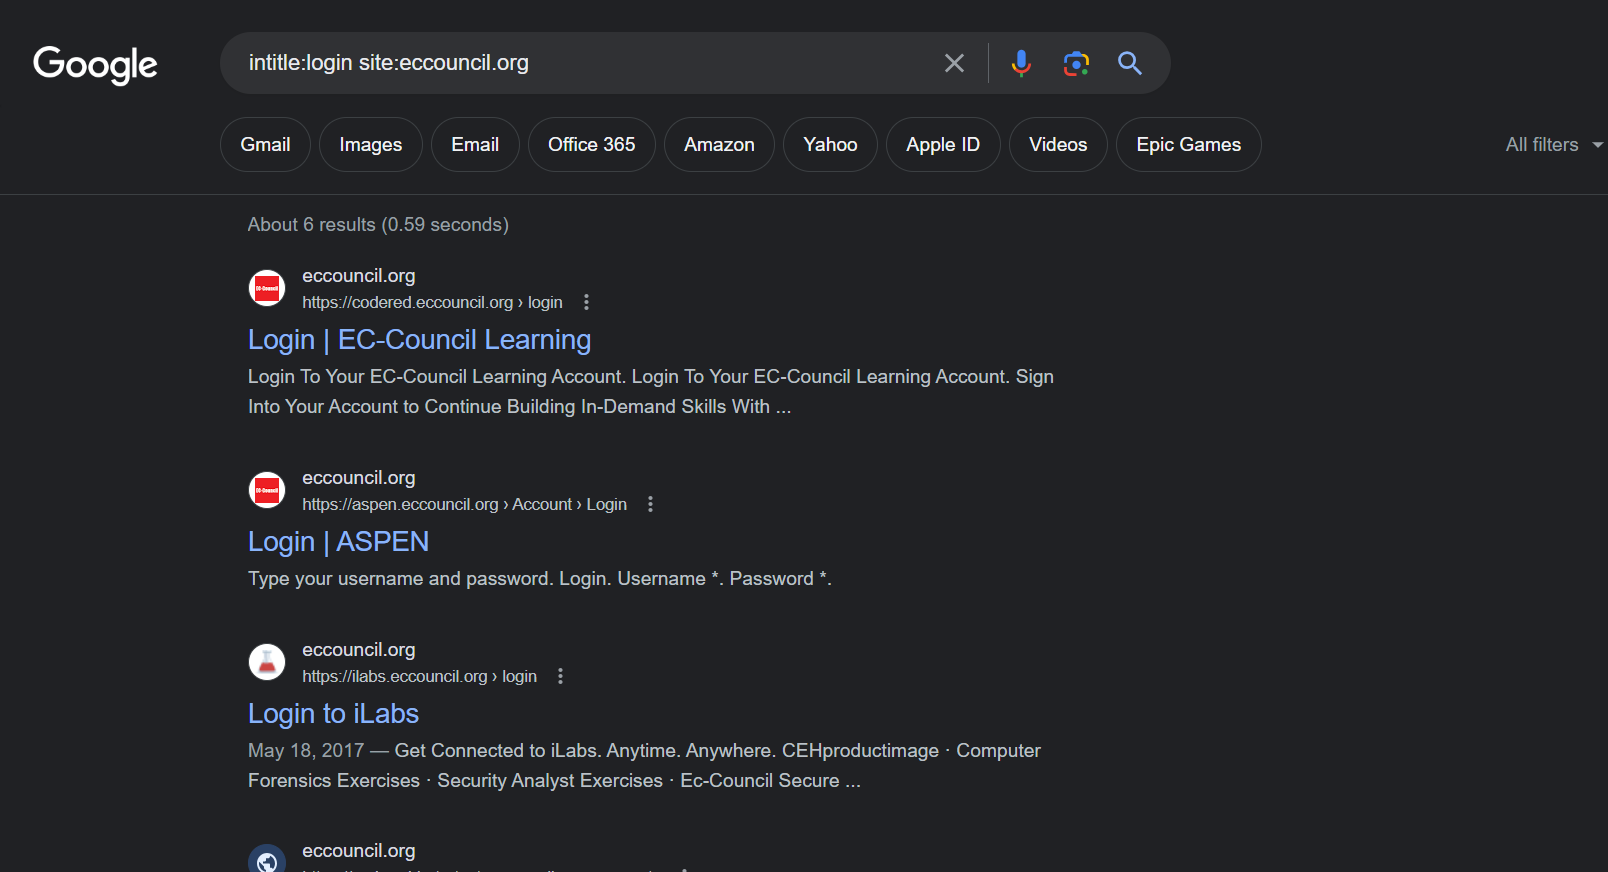 Google
intitle:login site:eccouncil.org
Gmail
Images
Email
Office 365
Amazon
Yahoo
Apple ID
Videos
Epic Games
All filters
About 6 results (0.59 seconds)
eccouncil.org
https://codered.eccouncil.org › login
Login | EC-Council Learning
Login To Your EC-Council Learning Account. Login To Your EC-Council Learning Account. Sign
Into Your Account to Continue Building In-Demand Skills With ...
eccouncil.org
https://aspen.eccouncil.org › Account › Login
Login | ASPEN
Type your username and password. Login. Username *. Password *.
eccouncil.org
https://ilabs.eccouncil.org › login
Login to iLabs
May 18, 2017 — Get Connected to iLabs. Anytime. Anywhere. CEHproductimage · Computer
Forensics Exercises · Security Analyst Exercises · Ec-Council Secure ...
eccouncil.org